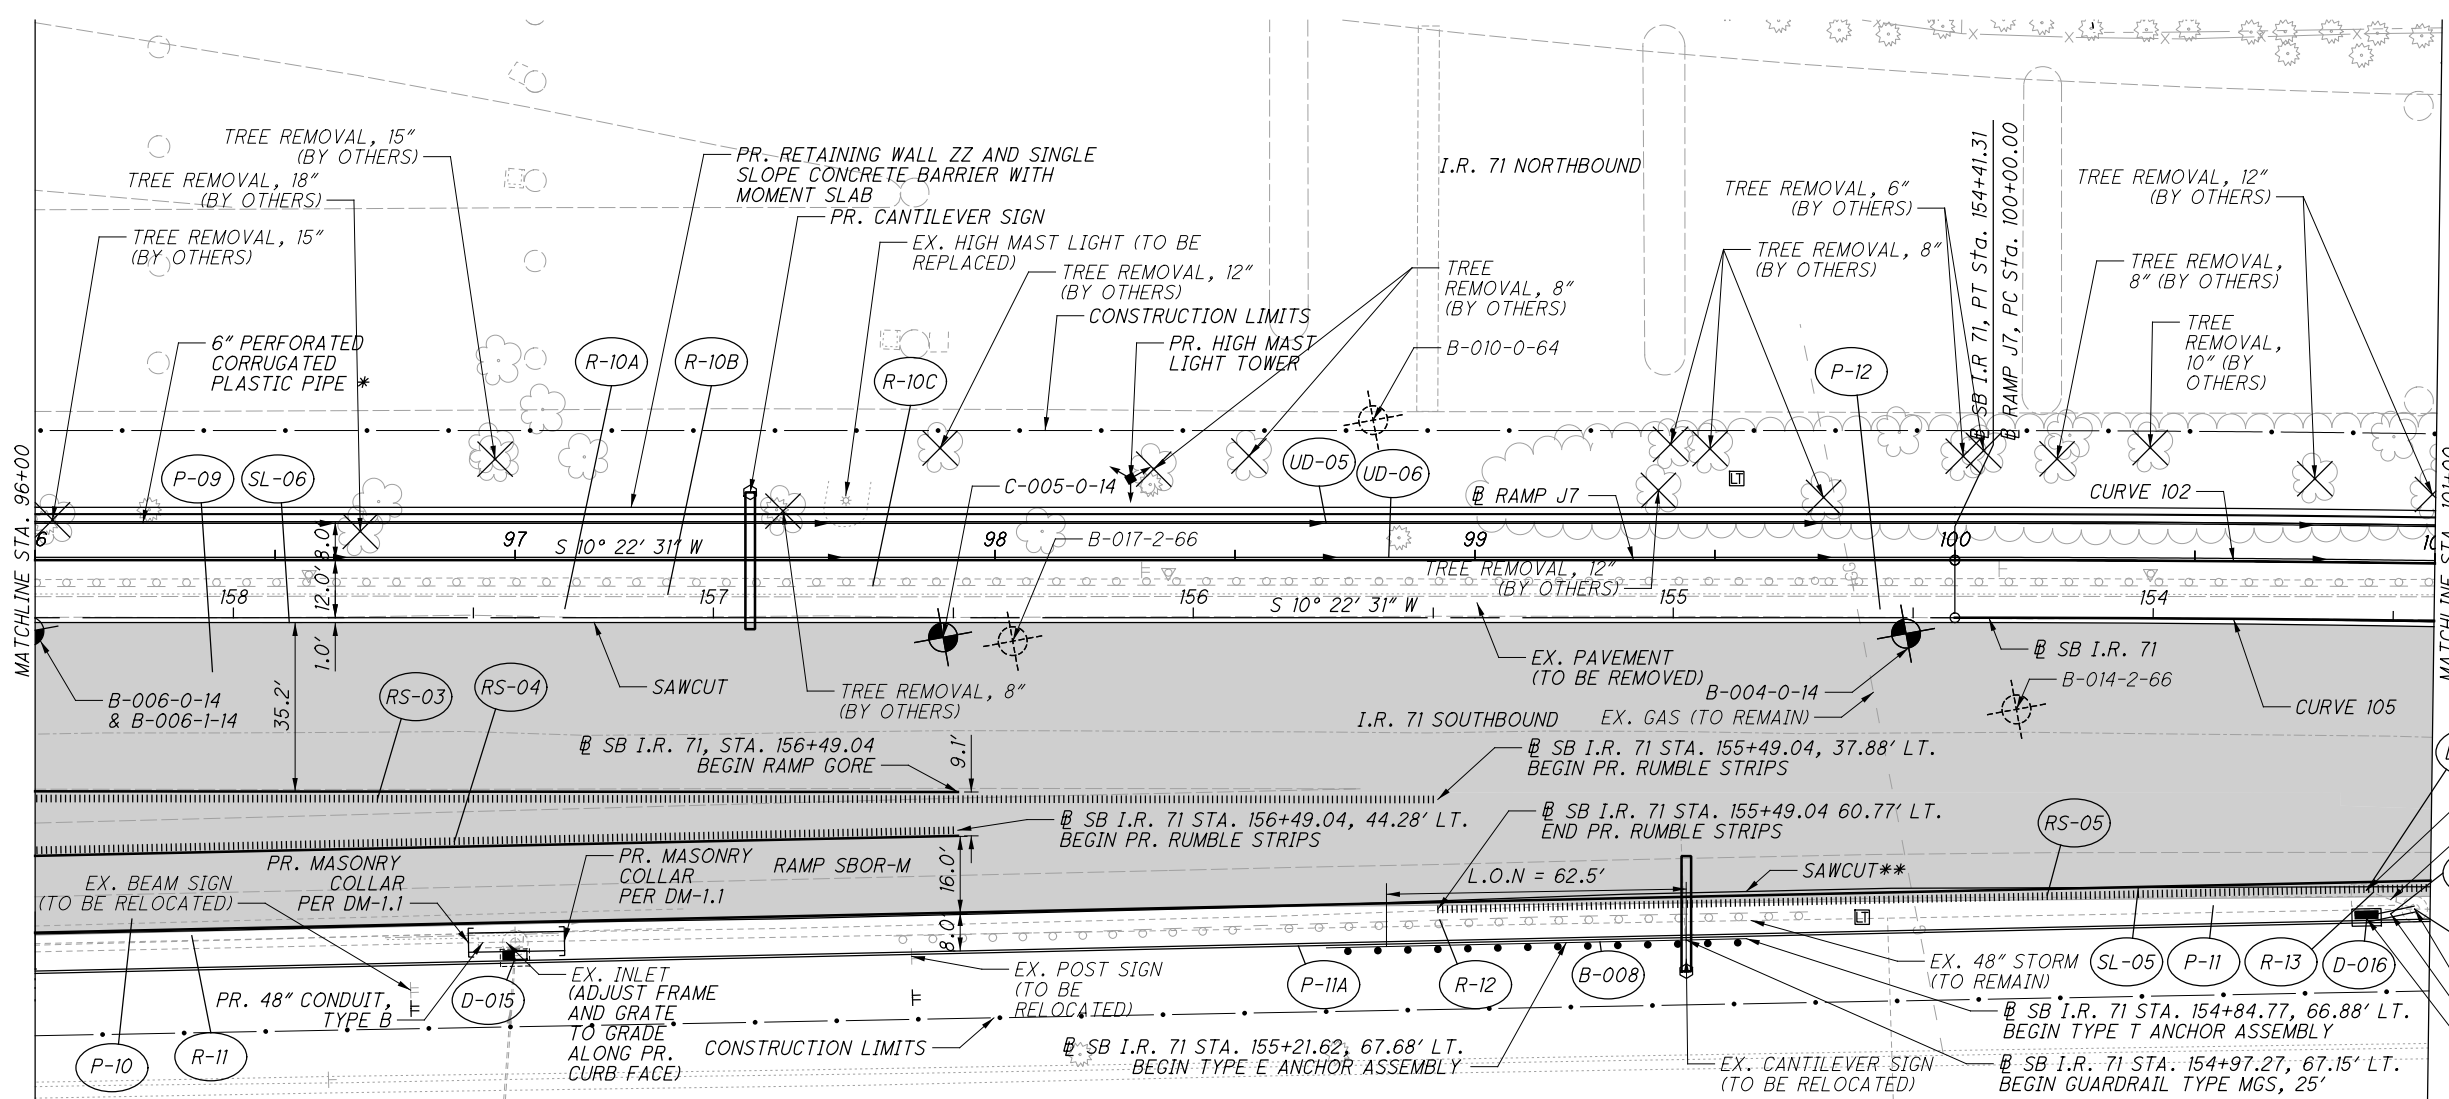 TREE REMOVAL, 15"
(BY OTHERS)
TREE REMOVAL, 18"
(BY OTHERS)
TREE REMOVAL, 15"
(BY OTHERS)
6" PERFORATED
CORRUGATED
PLASTIC PIPE *
PR. RETAINING WALL ZZ AND SINGLE
SLOPE CONCRETE BARRIER WITH
MOMENT SLAB
PR. CANTILEVER SIGN
EX. HIGH MAST LIGHT (TO BE
REPLACED)
TREE REMOVAL, 12"
(BY OTHERS)
CONSTRUCTION LIMITS
PR. HIGH MAST
LIGHT TOWER
I.R. 71 NORTHBOUND
TREE
REMOVAL, 8"
(BY OTHERS)
B-010-0-64
TREE REMOVAL, 6"
(BY OTHERS)
TREE REMOVAL, 8"
(BY OTHERS)
SB I.R. 71, PT Sta. 154+41.31
RAMP J7, PC Sta. 100+00.00
TREE REMOVAL, 12"
(BY OTHERS)
TREE REMOVAL,
8" (BY OTHERS)
TREE
REMOVAL,
10" (BY
OTHERS)
R-10A
R-10B
R-10C
P-12
P-09
SL-06
UD-05
UD-06
C-005-0-14
℄ RAMP J7
LT
CURVE 102
MATCHLINE STA. 96+00
MATCHLINE STA. 101+00
6
97
98
99
100
10
S 10° 22' 31" W
B-017-2-66
8.0'
12.0'
1.0'
35.2'
TREE REMOVAL, 12"
(BY OTHERS)
158
157
156
155
154
S 10° 22' 31" W
B-006-0-14
& B-006-1-14
RS-03
RS-04
SAWCUT
TREE REMOVAL, 8"
(BY OTHERS)
EX. PAVEMENT
(TO BE REMOVED)
B-004-0-14
℄ SB I.R. 71
B-014-2-66
CURVE 105
I.R. 71 SOUTHBOUND
EX. GAS (TO REMAIN)
℄ SB I.R. 71, STA. 156+49.04
BEGIN RAMP GORE
9.1'
℄ SB I.R. 71 STA. 155+49.04, 37.88' LT.
BEGIN PR. RUMBLE STRIPS
℄ SB I.R. 71 STA. 156+49.04, 44.28' LT.
BEGIN PR. RUMBLE STRIPS
℄ SB I.R. 71 STA. 155+49.04 60.77' LT.
END PR. RUMBLE STRIPS
RS-05
PR. MASONRY
COLLAR
PER DM-1.1
PR. MASONRY
COLLAR
PER DM-1.1
RAMP SBOR-M
16.0'
8.0'
L.O.N = 62.5'
SAWCUT**
LT
EX. BEAM SIGN
(TO BE RELOCATED)
PR. 48" CONDUIT,
TYPE B
D-015
EX. INLET
(ADJUST FRAME
AND GRATE
TO GRADE
ALONG PR.
CURB FACE)
EX. POST SIGN
(TO BE
RELOCATED)
P-11A
R-12
B-008
EX. 48" STORM
(TO REMAIN)
SL-05
P-11
R-13
D-016
P-10
R-11
CONSTRUCTION LIMITS
℄ SB I.R. 71 STA. 155+21.62, 67.68' LT.
BEGIN TYPE E ANCHOR ASSEMBLY
EX. CANTILEVER SIGN
(TO BE RELOCATED)
℄ SB I.R. 71 STA. 154+84.77, 66.88' LT.
BEGIN TYPE T ANCHOR ASSEMBLY
℄ SB I.R. 71 STA. 154+97.27, 67.15' LT.
BEGIN GUARDRAIL TYPE MGS, 25'